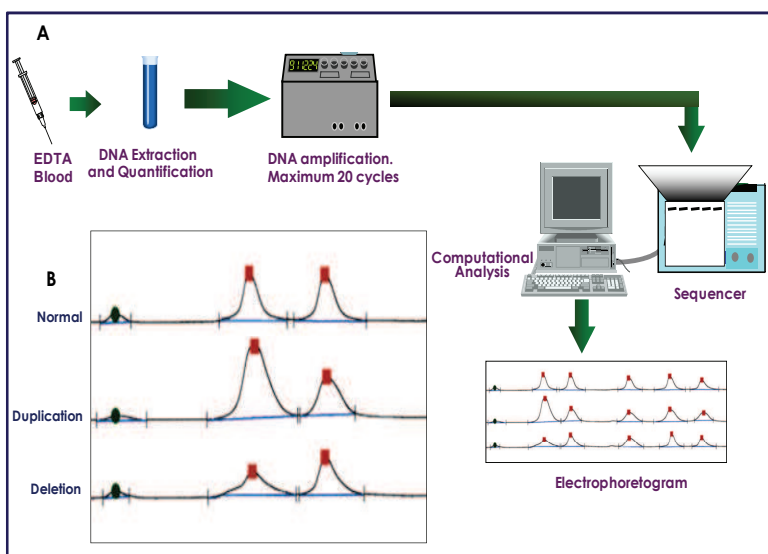 A
EDTA
Blood
DNA Extraction
and Quantification
DNA amplification.
Maximum 20 cycles
Computational
Analysis
Sequencer
Electrophoretogram
B
Normal
Duplication
Deletion